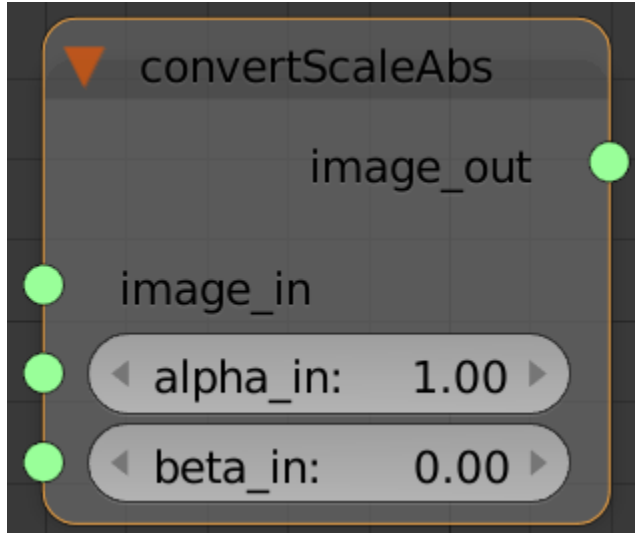 convertScaleAbs
image_out
image_in
alpha_in: 1.00
beta_in: 0.00